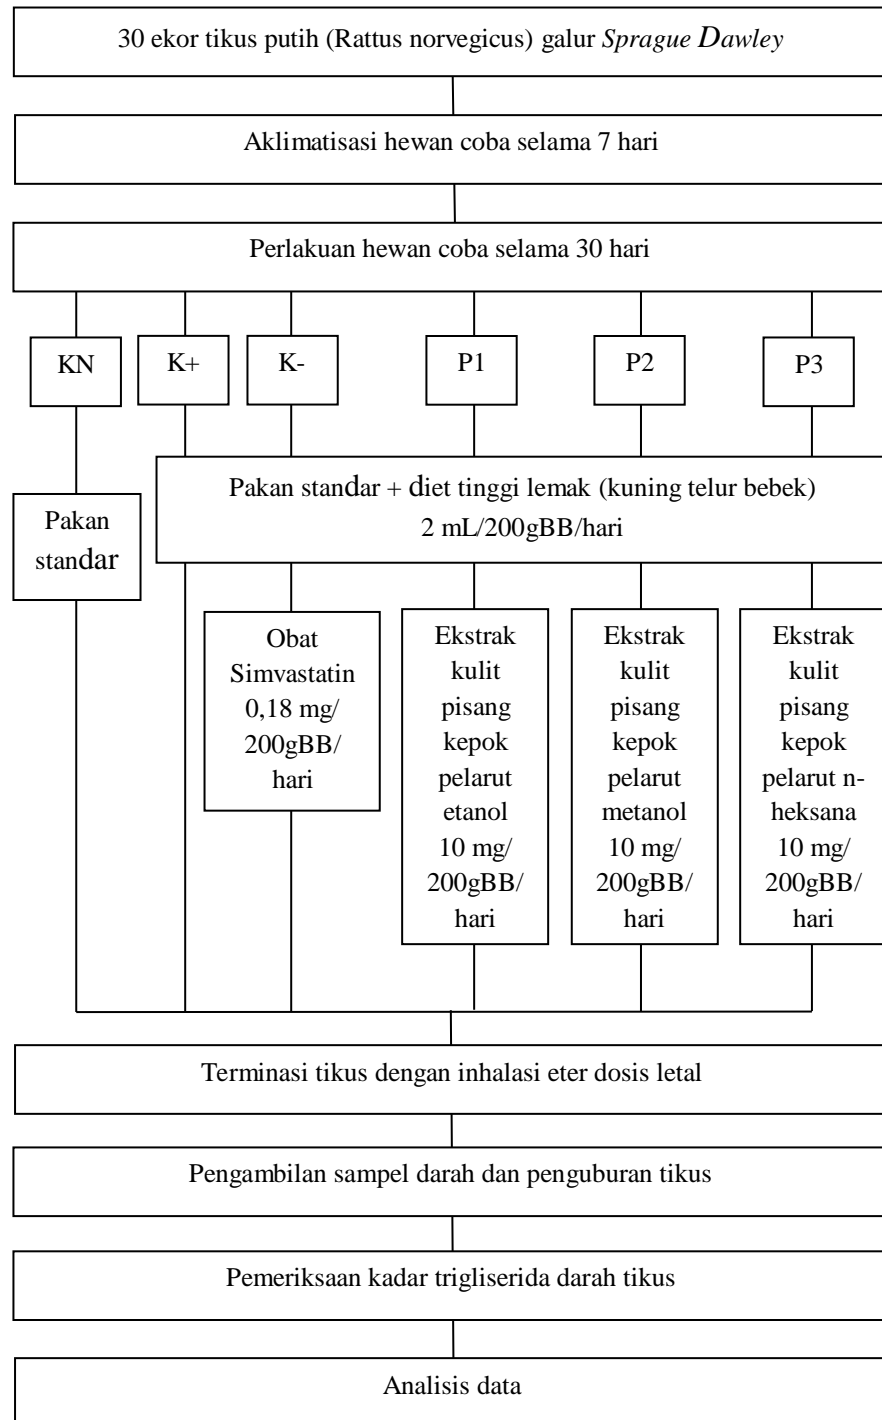 30 ekor tikus putih (Rattus norvegicus) galur Sprague Dawley
Aklimatisasi hewan coba selama 7 hari
Perlakuan hewan coba selama 30 hari
KN
K+
K-
P1
P2
P3
Pakan standar + diet tinggi lemak (kuning telur bebek)
2 mL/200gBB/hari
Pakan
standar
Obat
Simvastatin
0,18 mg/
200gBB/
hari
Ekstrak
kulit
pisang
kepok
pelarut
etanol
10 mg/
200gBB/
hari
Ekstrak
kulit
pisang
kepok
pelarut
metanol
10 mg/
200gBB/
hari
Ekstrak
kulit
pisang
kepok
pelarut n-
heksana
10 mg/
200gBB/
hari
Terminasi tikus dengan inhalasi eter dosis letal
Pengambilan sampel darah dan penguburan tikus
Pemeriksaan kadar trigliserida darah tikus
Analisis data